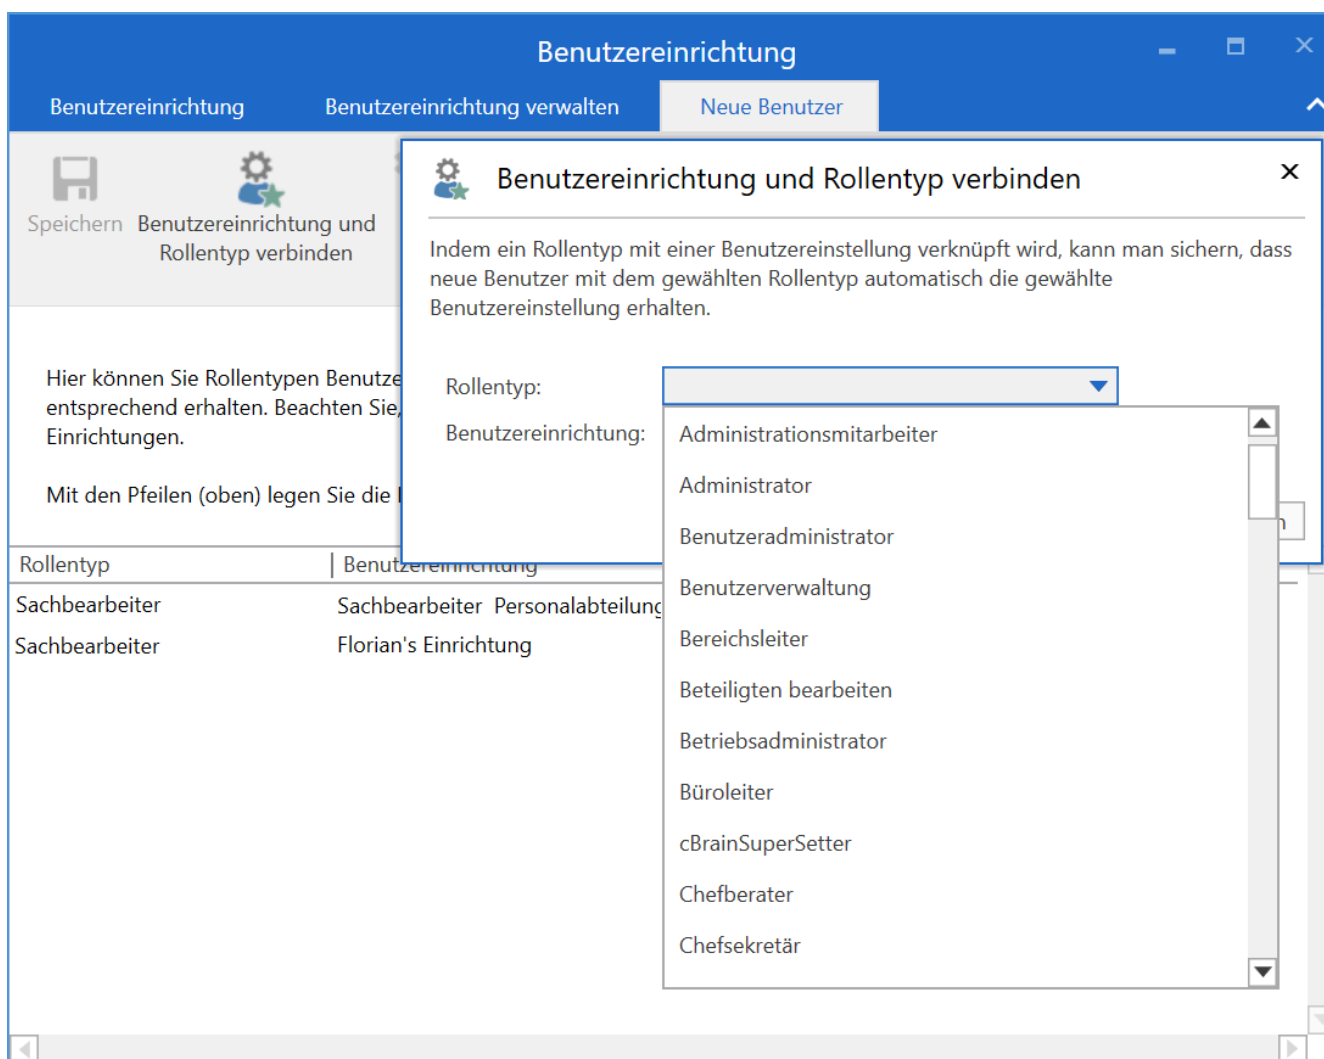 Benutzereinrichtung
Benutzereinrichtung
Benutzereinrichtung verwalten
Neue Benutzer
Speichern
Benutzereinrichtung und
Rollentyp verbinden
Benutzereinrichtung und Rollentyp verbinden
Indem ein Rollentyp mit einer Benutzereinstellung verknüpft wird, kann man sichern, dass
neue Benutzer mit dem gewählten Rollentyp automatisch die gewählte
Benutzereinstellung erhalten.
Rollentyp:
Benutzereinrichtung:
Administrationsmitarbeiter
Administrator
Benutzeradministrator
Benutzerverwaltung
Bereichsleiter
Beteiligten bearbeiten
Betriebsadministrator
Büroleiter
cBrainSuperSetter
Chefberater
Chefsekretär
Hier können Sie Rollentypen
entsprechend erhalten. Beachten Sie,
Einrichtungen.
Mit den Pfeilen (oben) legen Sie die
Rollentyp
Benutzereinrichtung
Sachbearbeiter
Sachbearbeiter Personalabteilung
Sachbearbeiter
Florian's Einrichtung